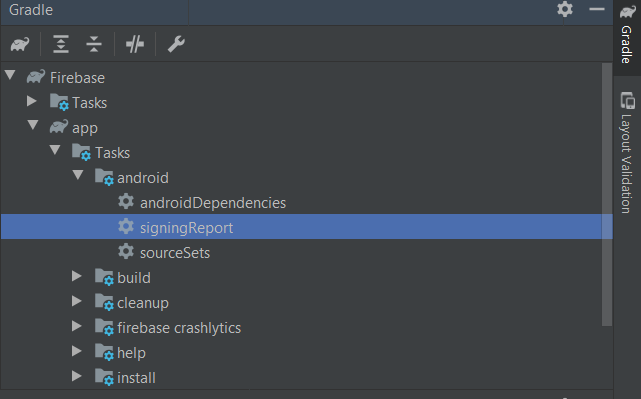 Gradle
Firebase
Tasks
app
Tasks
android
androidDependencies
signingReport
sourceSets
build
cleanup
firebase crashlytics
help
install
Gradle
Layout Validation